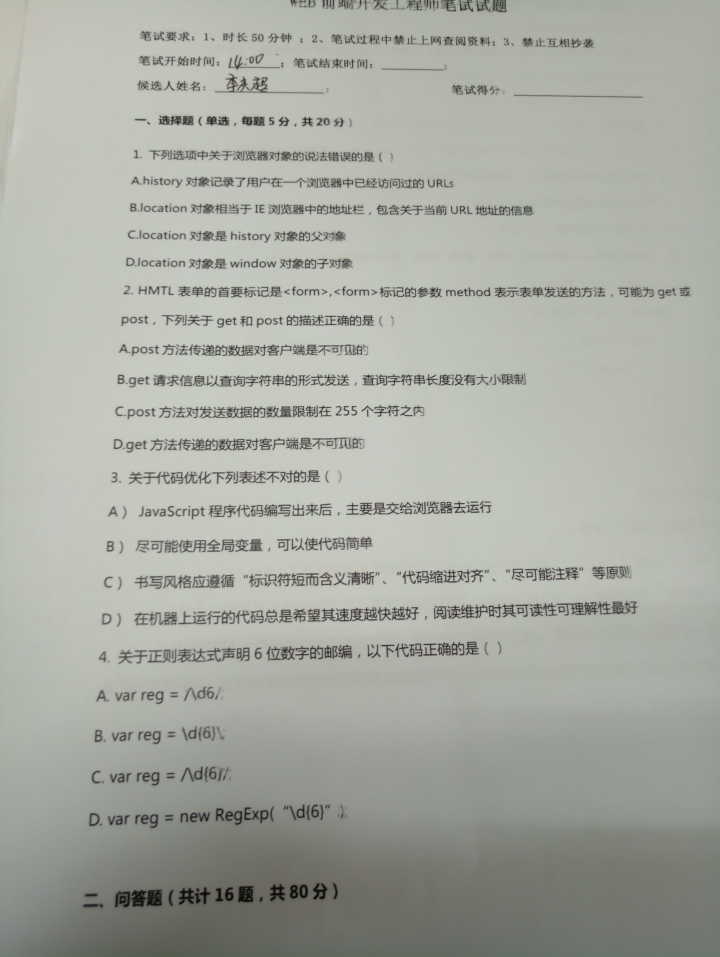 WEB 前端开发工程师笔试试题
笔试要求：1、时长 50 分钟 ；2、笔试过程中禁止上网查阅资料；3、禁止互相抄袭
笔试开始时间：14:00 ；笔试结束时间：________；
候选人姓名：李庆超； 笔试得分：________
一、选择题（单选，每题 5 分，共 20 分）
1. 下列选项中关于浏览器对象的说法错误的是（ ）
A.history 对象记录了用户在一个浏览器中已经访问过的 URLs
B.location 对象相当于 IE 浏览器中的地址栏，包含关于当前 URL 地址的信息
C.location 对象是 history 对象的父对象
D.location 对象是 window 对象的子对象
2. HMTL 表单的首要标记是<form>,<form>标记的参数 method 表示表单发送的方法，可能为 get 或
post，下列关于 get 和 post 的描述正确的是（ ）
A.post 方法传递的数据对客户端是不可见的
B.get 请求信息以查询字符串的形式发送，查询字符串长度没有大小限制
C.post 方法对发送数据的数量限制在 255 个字符之内
D.get 方法传递的数据对客户端是不可见的
3. 关于代码优化下列表述不对的是（ ）
A） JavaScript 程序代码编写出来后，主要是交给浏览器去运行
B） 尽可能使用全局变量，可以使代码简单
C） 书写风格应遵循“标识符短而含义清晰”、“代码缩进对齐”、“尽可能注释”等原则
D） 在机器上运行的代码总是希望其速度越快越好，阅读维护时其可读性可理解性最好
4. 关于正则表达式声明 6 位数字的邮编，以下代码正确的是（ ）
A. var reg = /\d6/;
B. var reg = \d{6}\;
C. var reg = /\d{6}/;
D. var reg = new RegExp(“\d{6}”);
二、问答题（共计 16 题，共 80 分）